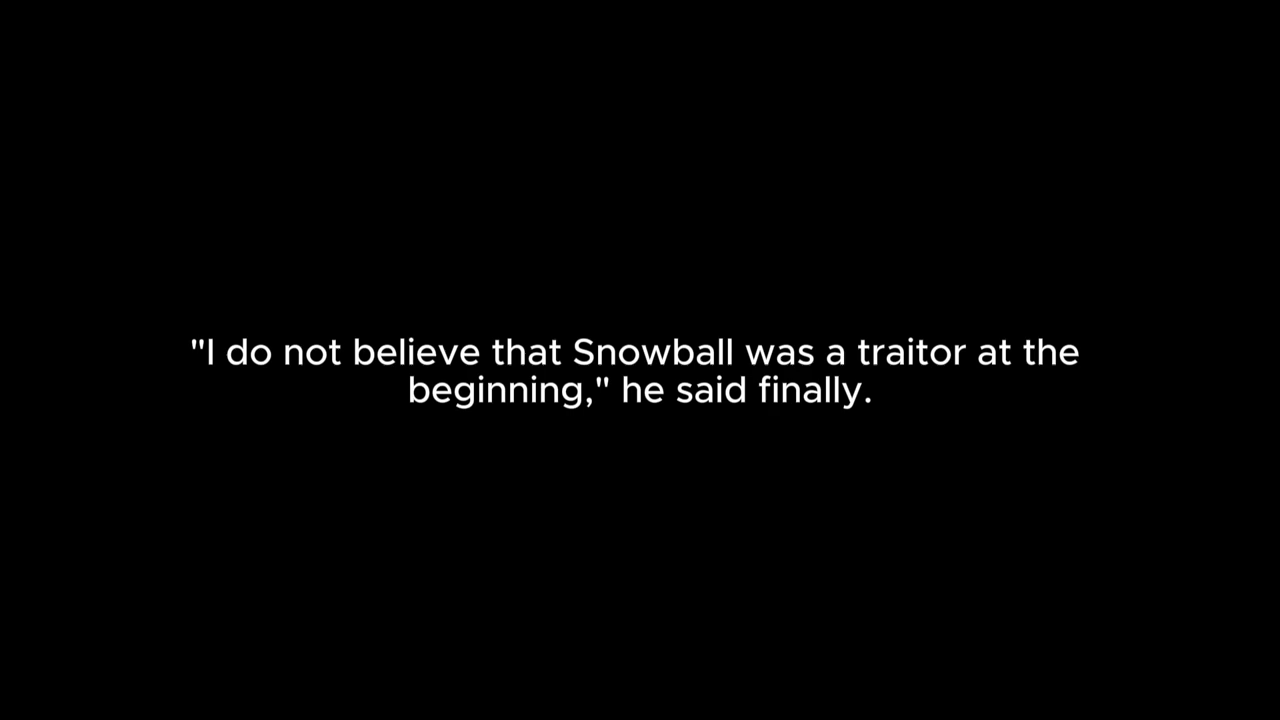 "I do not believe that Snowball was a traitor at the
beginning," he said finally.